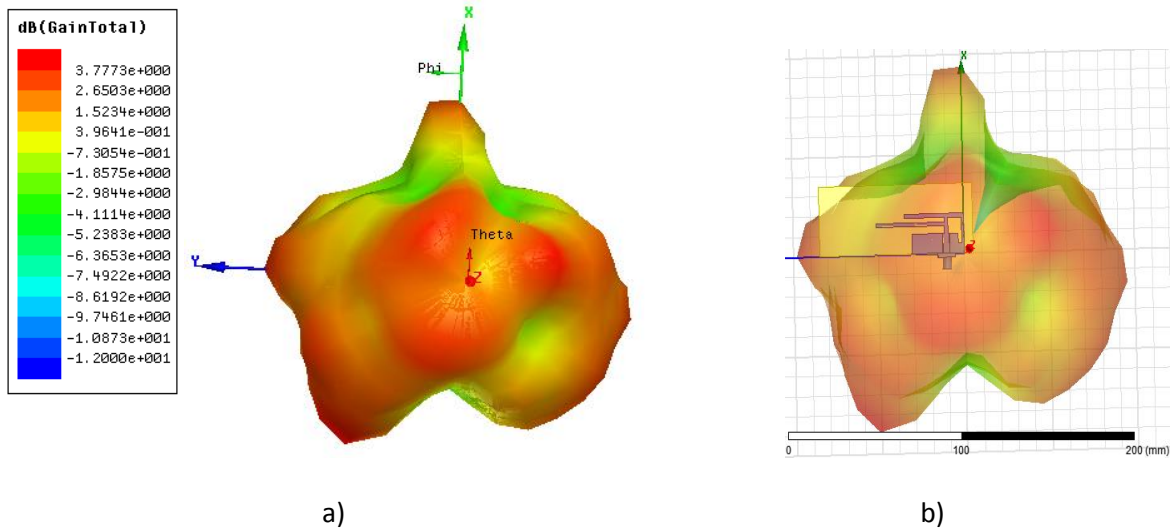 dB(GainTotal)
3.7773e+000
2.6503e+000
1.5234e+000
3.9641e-001
-7.3054e-001
-1.8575e+000
-2.9844e+000
-4.1114e+000
-5.2383e+000
-6.3653e+000
-7.4922e+000
-8.6192e+000
-9.7461e+000
-1.0873e+001
-1.2000e+001
X
Phi
Theta
Z
Y
X
Z
0 100 200 (mm)
a) b)